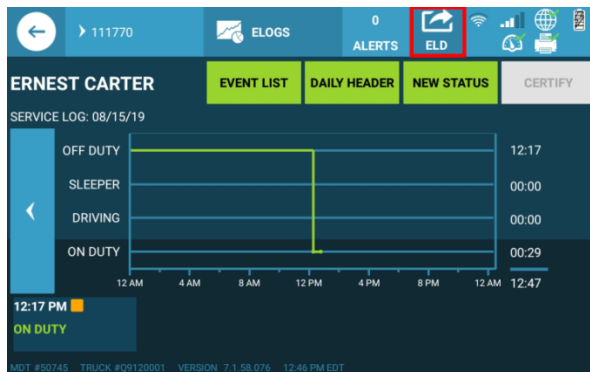 111770
ELOGS
0
ALERTS
ELD
ERNEST CARTER
EVENT LIST
DAILY HEADER
NEW STATUS
CERTIFY
SERVICE LOG: 08/15/19
OFF DUTY 12:17
SLEEPER 00:00
DRIVING 00:00
ON DUTY 00:29
12 AM 4 AM 8 AM 12 PM 4 PM 8 PM 12 AM 12:47
12:17 PM
ON DUTY
MDT #50745 TRUCK #Q9120001 VERSION 7.1.58.076 12:46 PM EDT